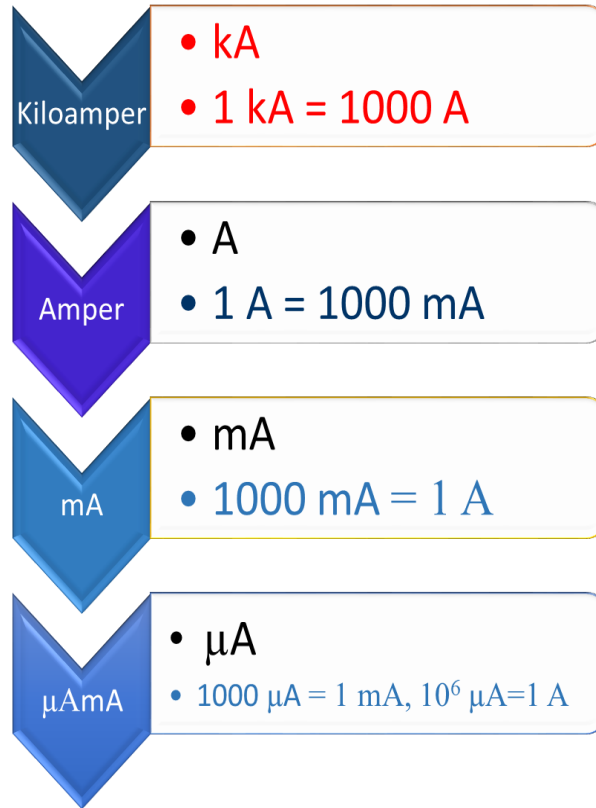 Kiloamper
• kA
• 1 kA = 1000 A
Amper
• A
• 1 A = 1000 mA
mA
• mA
• 1000 mA = 1 A
μAmA
• μA
• 1000 μA = 1 mA, 10⁶ μA=1 A